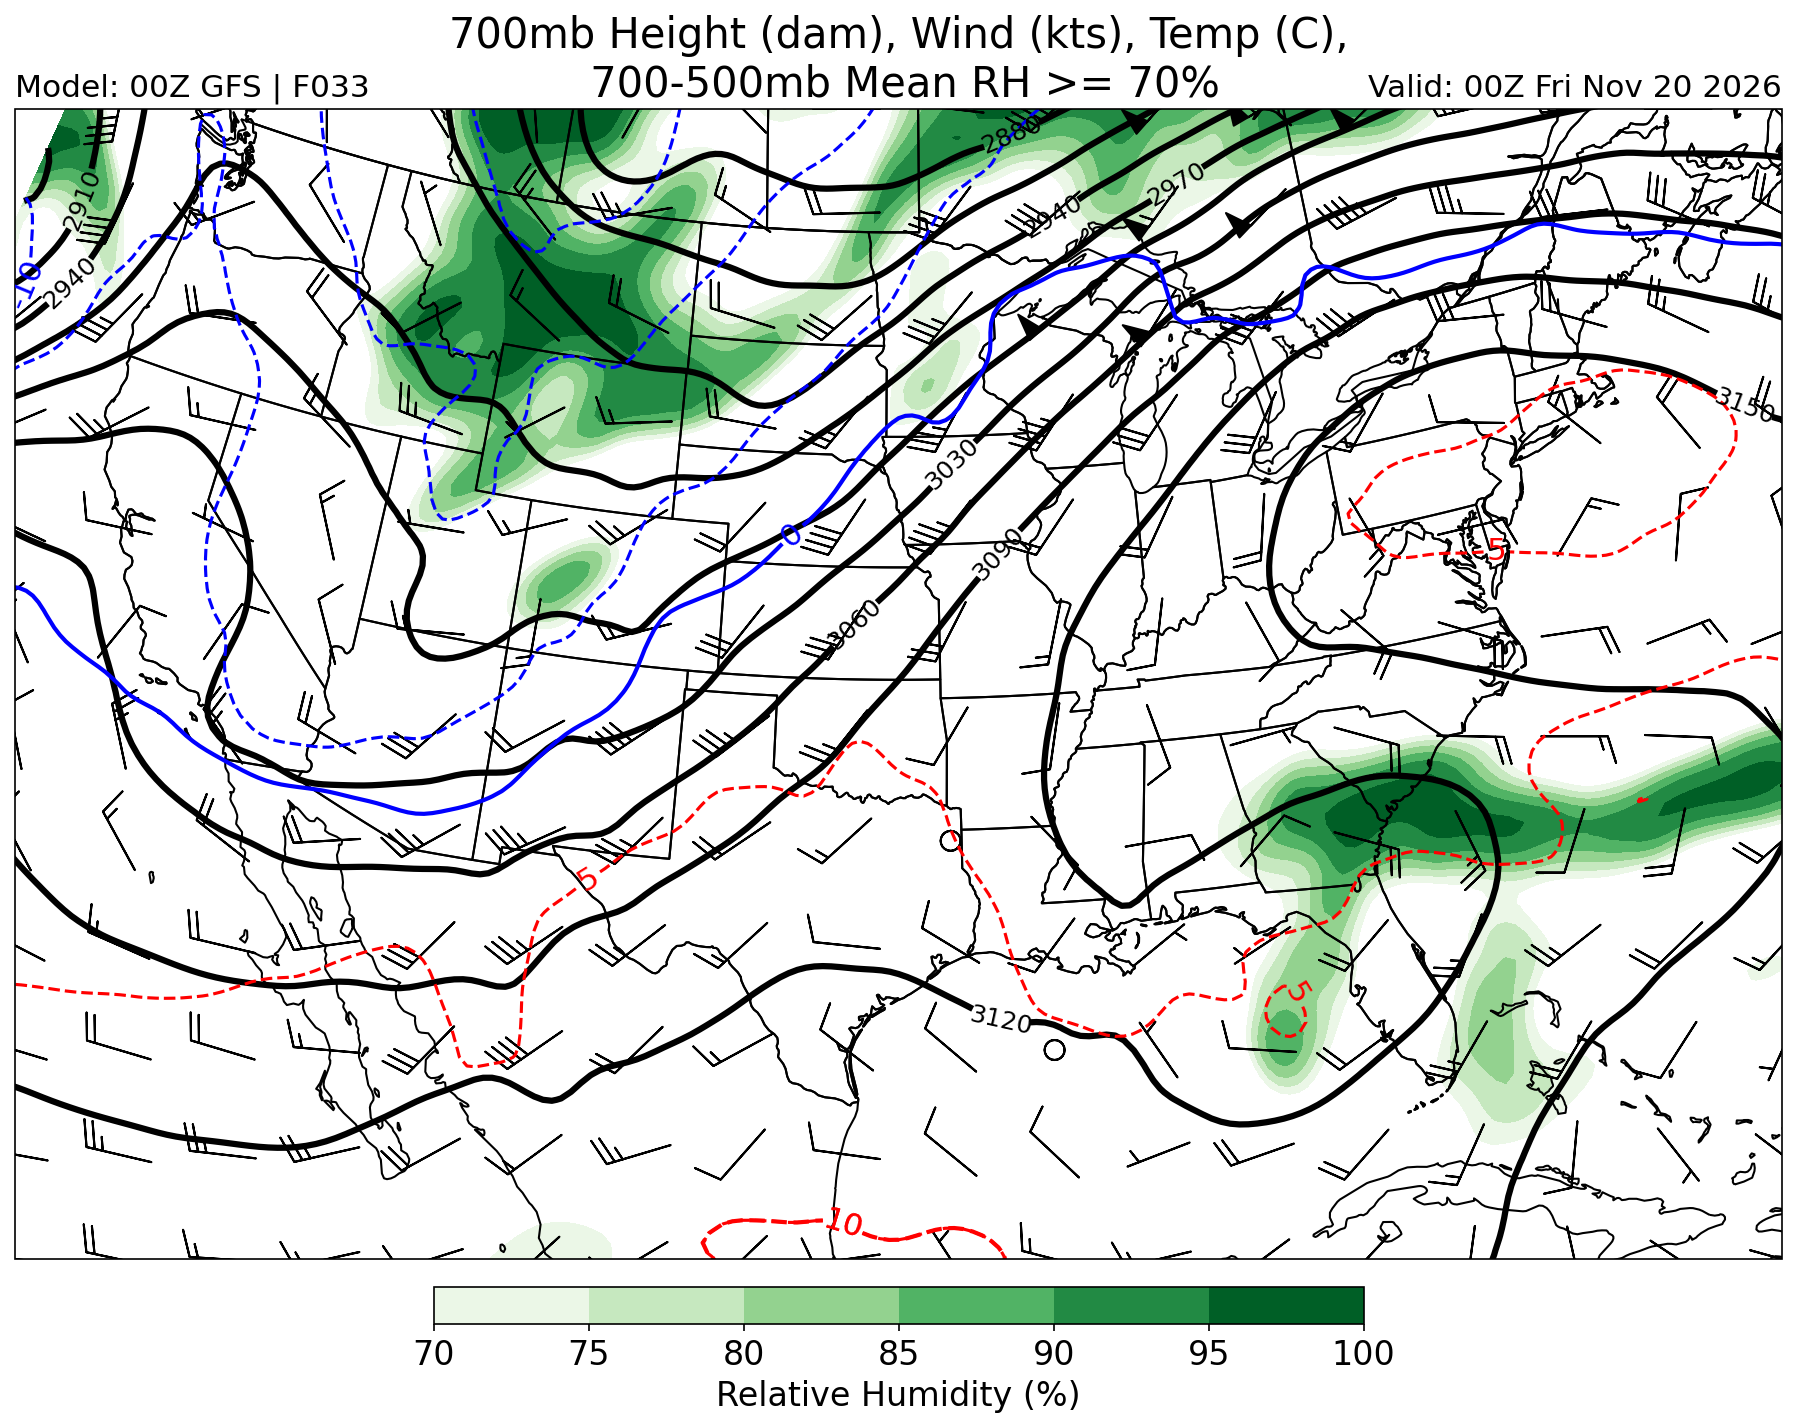 700mb Height (dam), Wind (kts), Temp (C),
700-500mb Mean RH >= 70%
Model: 00Z GFS | F033
Valid: 00Z Fri Nov 20 2026
2880
2910
2970
2940
2940
-10
3150
3030
0
5
3090
3060
5
5
3120
10
70 75 80 85 90 95 100
Relative Humidity (%)